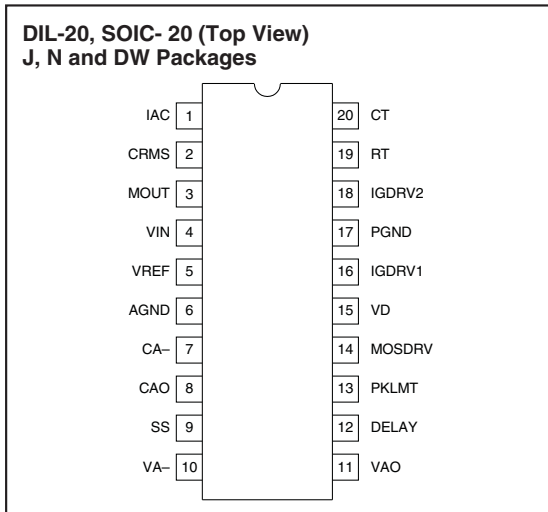 DIL-20, SOIC- 20 (Top View)
J, N and DW Packages
IAC 1 20 CT
CRMS 2 19 RT
MOUT 3 18 IGDRV2
VIN 4 17 PGND
VREF 5 16 IGDRV1
AGND 6 15 VD
CA– 7 14 MOSDRV
CAO 8 13 PKLMT
SS 9 12 DELAY
VA– 10 11 VAO